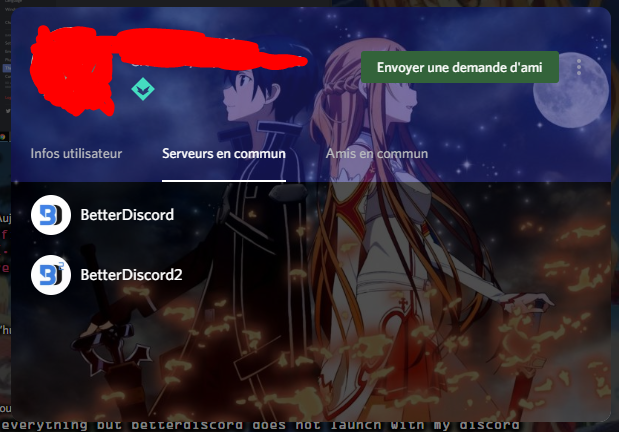 Envoyer une demande d'ami
Infos utilisateur
Serveurs en commun
Amis en commun
BetterDiscord
BetterDiscord2
everything but betterdiscord does not launch with my discord